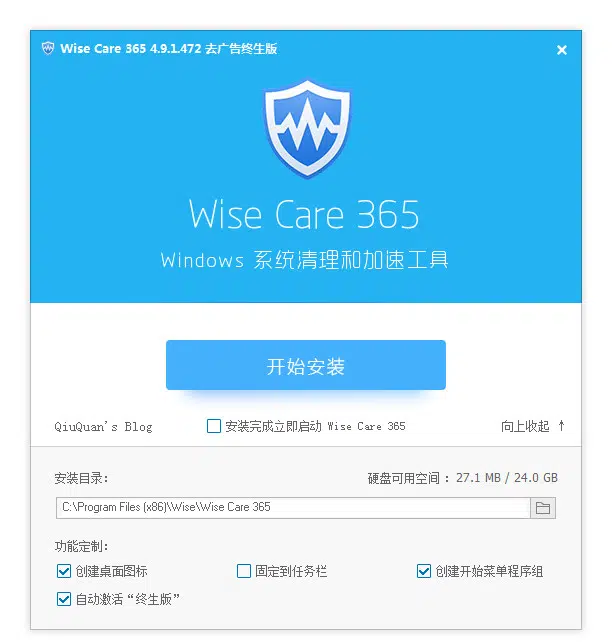 Wise Care 365 4.9.1.472 去广告终生版
Wise Care 365
Windows 系统清理和加速工具
开始安装
QiuQuan's Blog 安装完成立即启动 Wise Care 365 向上收起 ↑
安装目录: 硬盘可用空间 : 27.1 MB / 24.0 GB
C:\Program Files (x86)\Wise\Wise Care 365
功能定制:
创建桌面图标 固定到任务栏 创建开始菜单程序组
自动激活“终生版”